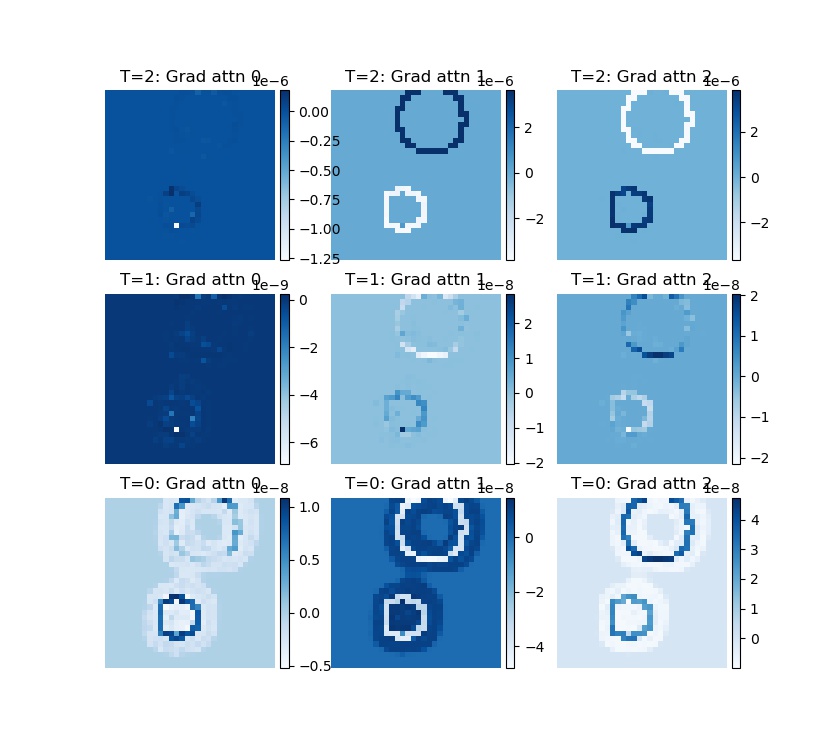 T=2: Grad attn 0
1e−6
0.00
−0.25
−0.50
−0.75
−1.00
−1.25
T=2: Grad attn 1
1e−6
2
0
−2
T=2: Grad attn 2
1e−6
2
0
−2
T=1: Grad attn 0
1e−9
0
−2
−4
−6
T=1: Grad attn 1
1e−8
2
1
0
−1
−2
T=1: Grad attn 2
1e−8
2
1
0
−1
−2
T=0: Grad attn 0
1e−8
1.0
0.5
0.0
−0.5
T=0: Grad attn 1
1e−8
0
−2
−4
T=0: Grad attn 2
1e−8
4
3
2
1
0